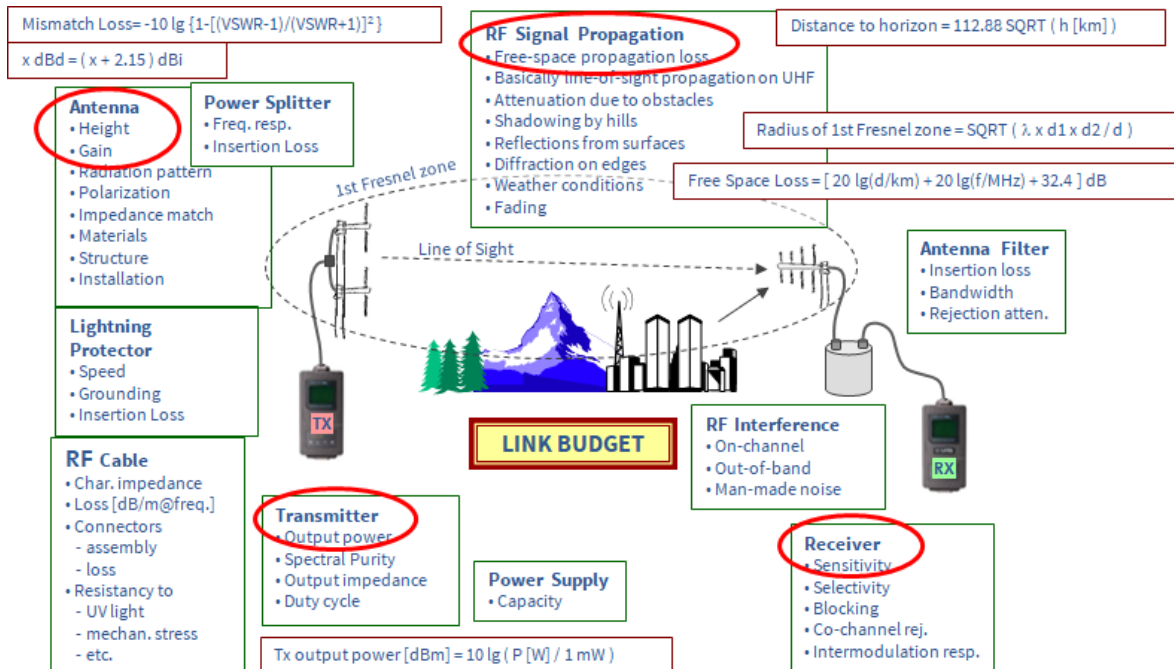 Mismatch Loss= -10 lg {1-[(VSWR-1)/(VSWR+1)]² }
x dBd = ( x + 2.15 ) dBi
Antenna
• Height
• Gain
• Radiation pattern
• Polarization
• Impedance match
• Materials
• Structure
• Installation
Power Splitter
• Freq. resp.
• Insertion Loss
RF Signal Propagation
• Free-space propagation loss
• Basically line-of-sight propagation on UHF
• Attenuation due to obstacles
• Shadowing by hills
• Reflections from surfaces
• Diffraction on edges
• Weather conditions
• Fading
Distance to horizon = 112.88 SQRT ( h [km] )
Radius of 1st Fresnel zone = SQRT ( λ x d1 x d2 / d )
Free Space Loss = [ 20 lg(d/km) + 20 lg(f/MHz) + 32.4 ] dB
1st Fresnel zone
Line of Sight
Antenna Filter
• Insertion loss
• Bandwidth
• Rejection atten.
Lightning
Protector
• Speed
• Grounding
• Insertion Loss
TX
LINK BUDGET
RF Interference
• On-channel
• Out-of-band
• Man-made noise
RX
RF Cable
• Char. impedance
• Loss [dB/m@freq.]
• Connectors
- assembly
- loss
• Resistancy to
- UV light
- mechan. stress
- etc.
Transmitter
• Output power
• Spectral Purity
• Output impedance
• Duty cycle
Power Supply
• Capacity
Receiver
• Sensitivity
• Selectivity
• Blocking
• Co-channel rej.
• Intermodulation resp.
Tx output power [dBm] = 10 lg ( P [W] / 1 mW )